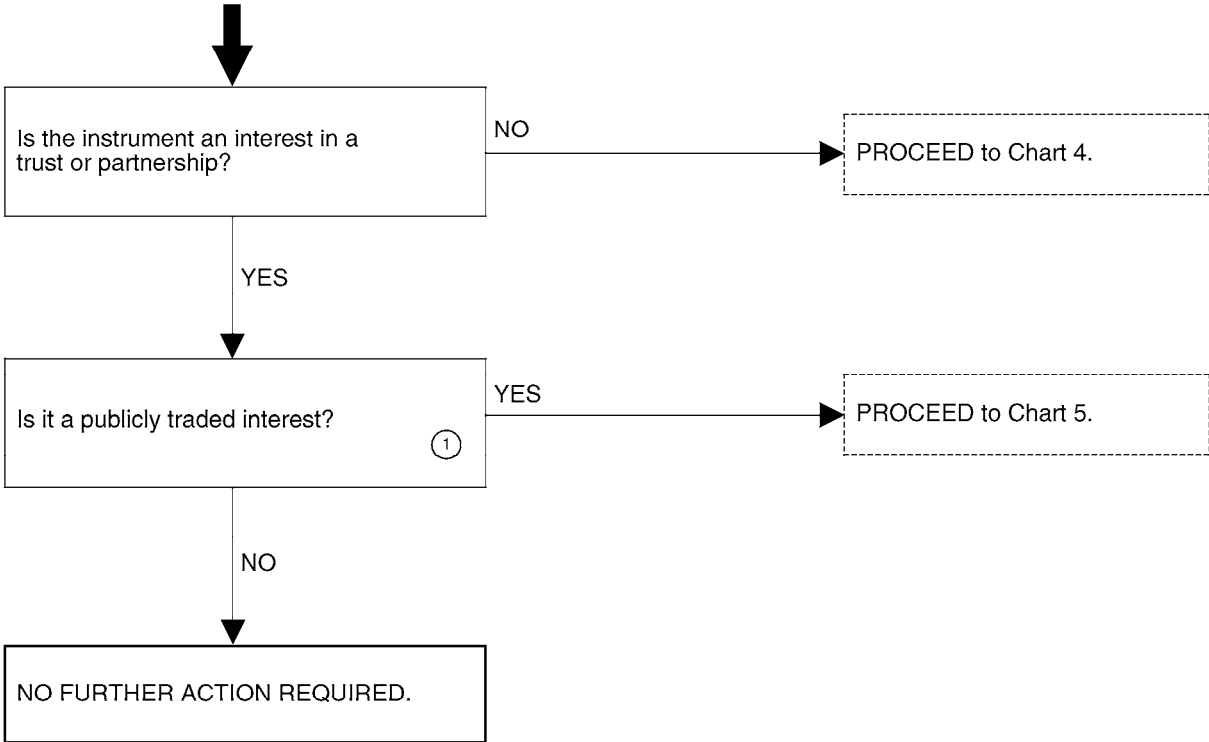 Is the instrument an interest in a
trust or partnership?
NO
PROCEED to Chart 4.
YES
Is it a publicly traded interest?
1
YES
PROCEED to Chart 5.
NO
NO FURTHER ACTION REQUIRED.